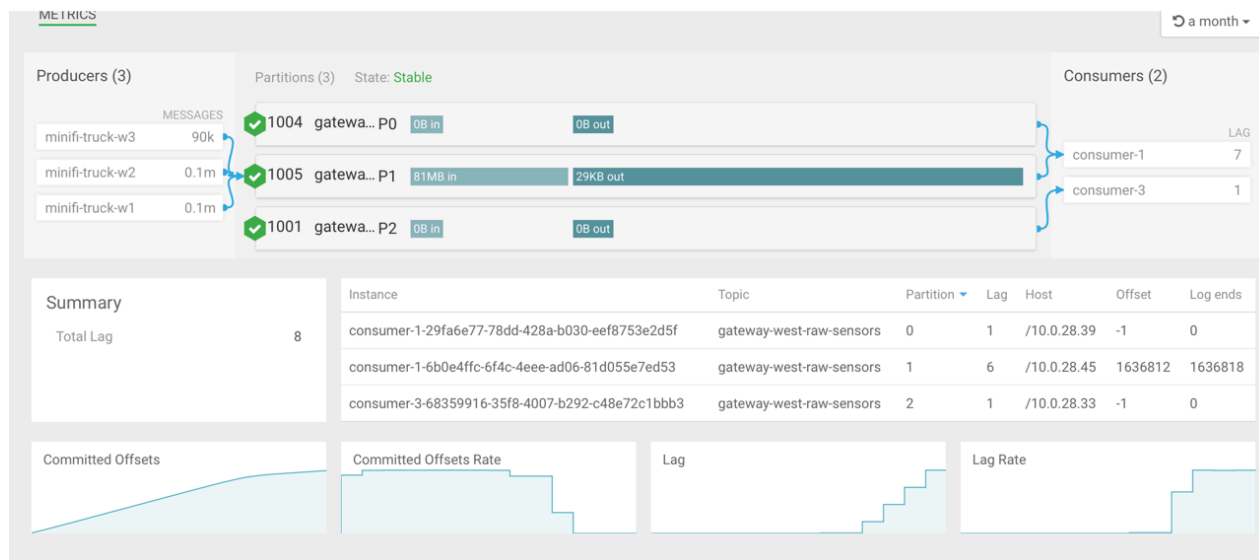 METRICS
a month
Producers (3)
Partitions (3) State: Stable
Consumers (2)
MESSAGES
minifi-truck-w3 90k
minifi-truck-w2 0.1m
minifi-truck-w1 0.1m
1004 gatewa... P0 0B in 0B out
1005 gatewa... P1 81MB in 29KB out
1001 gatewa... P2 0B in 0B out
LAG
consumer-1 7
consumer-3 1
Summary
Total Lag 8
Instance Topic Partition Lag Host Offset Log ends
consumer-1-29fa6e77-78dd-428a-b030-eef8753e2d5f gateway-west-raw-sensors 0 1 /10.0.28.39 -1 0
consumer-1-6b0e4ffc-6f4c-4eee-ad06-81d055e7ed53 gateway-west-raw-sensors 1 6 /10.0.28.45 1636812 1636818
consumer-3-68359916-35f8-4007-b292-c48e72c1bbb3 gateway-west-raw-sensors 2 1 /10.0.28.33 -1 0
Committed Offsets
Committed Offsets Rate
Lag
Lag Rate